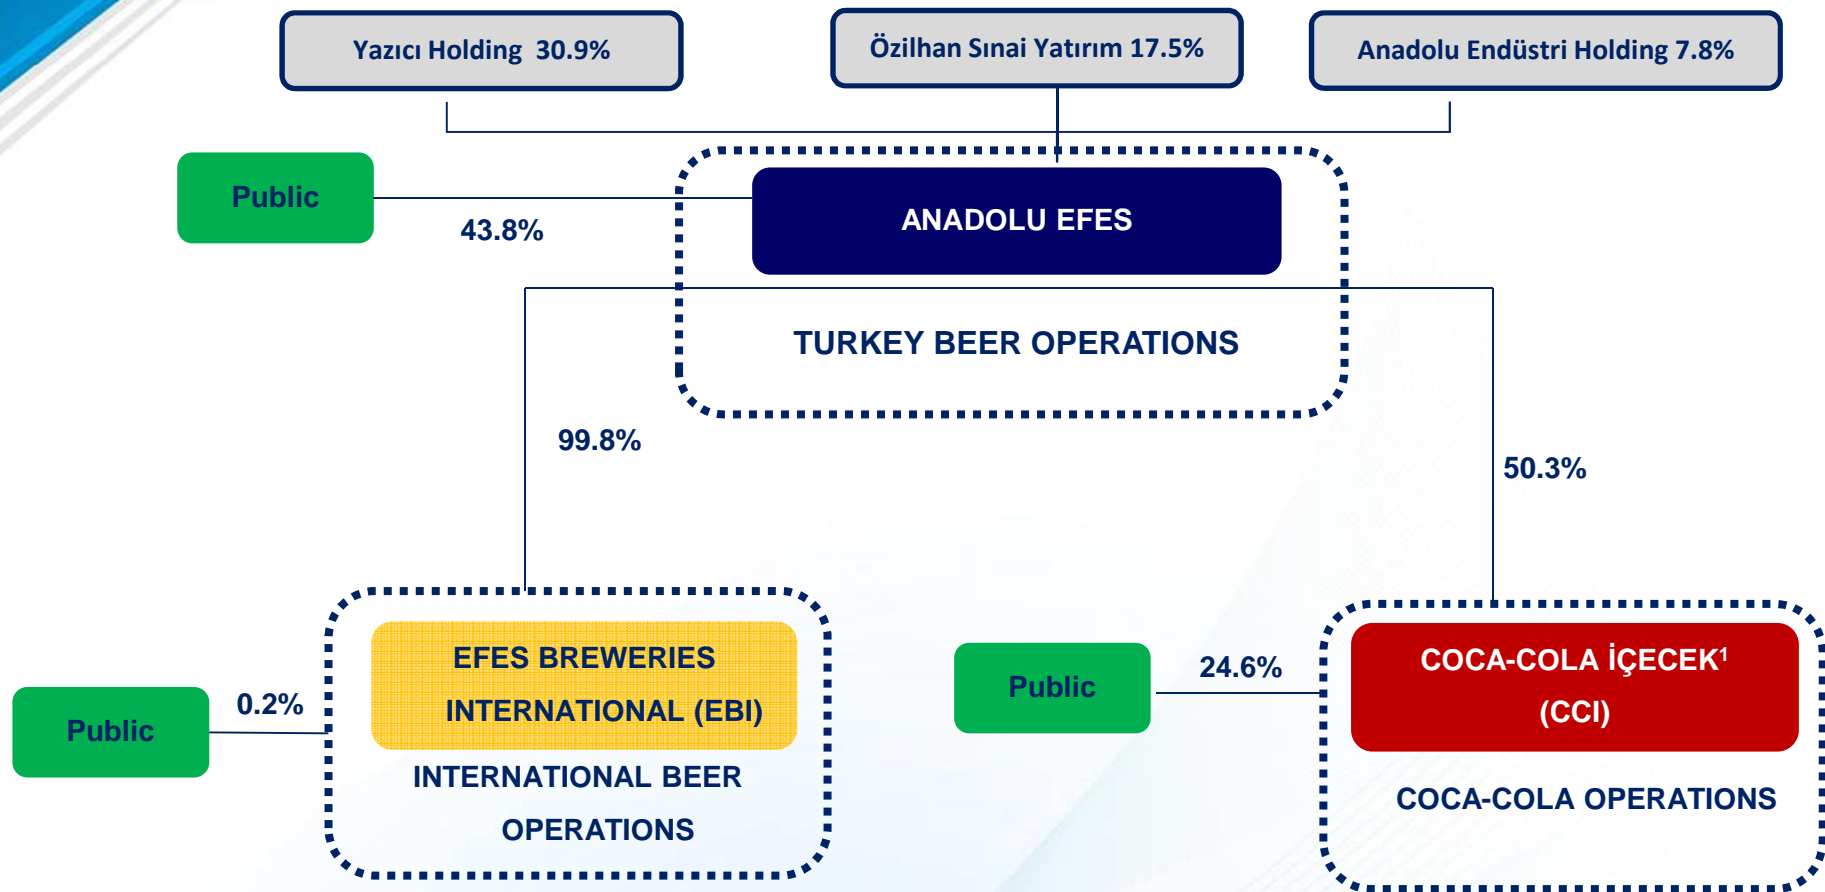 Yazıcı Holding 30.9%
Özilhan Sınai Yatırım 17.5%
Anadolu Endüstri Holding 7.8%
Public
43.8%
ANADOLU EFES
TURKEY BEER OPERATIONS
99.8%
50.3%
Public
0.2%
EFES BREWERIES
INTERNATIONAL (EBI)
INTERNATIONAL BEER
OPERATIONS
Public
24.6%
COCA-COLA İÇECEK¹
(CCI)
COCA-COLA OPERATIONS